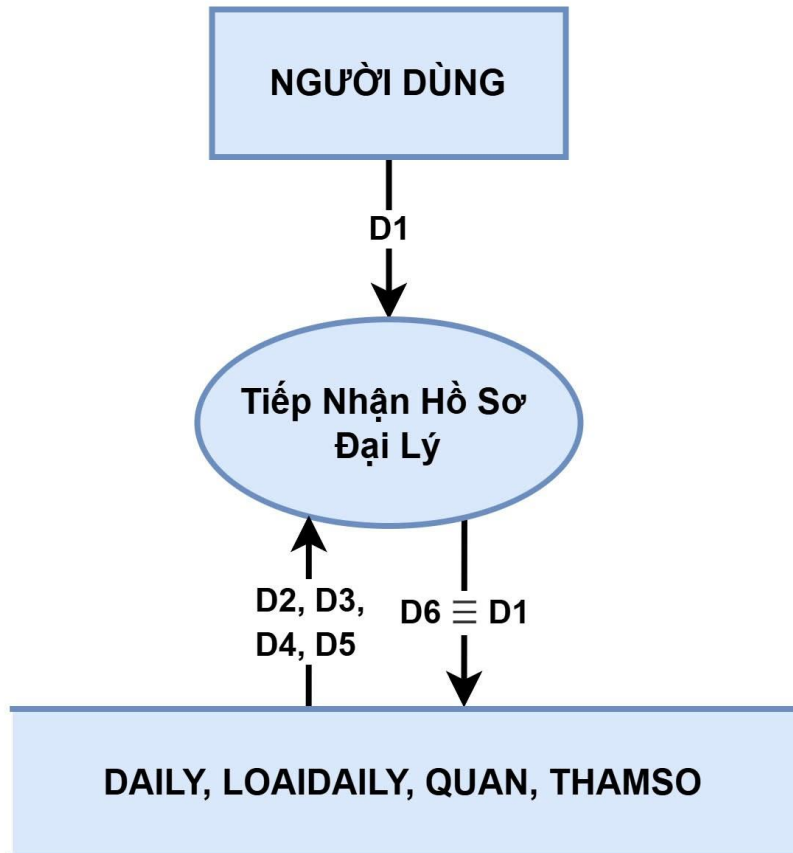 NGƯỜI DÙNG
D1
Tiếp Nhận Hồ Sơ
Đại Lý
D2, D3,
D4, D5
D6 ≡ D1
DAILY, LOAIDAILY, QUAN, THAMSO